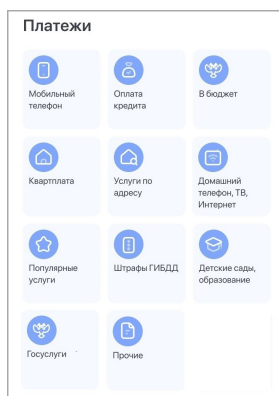 Платежи
Мобильный
телефон
Оплата
кредита
В бюджет
Квартплата
Услуги по
адресу
Домашний
телефон, ТВ,
Интернет
Популярные
услуги
Штрафы ГИБДД
Детские сады,
образование
Госуслуги
Прочие